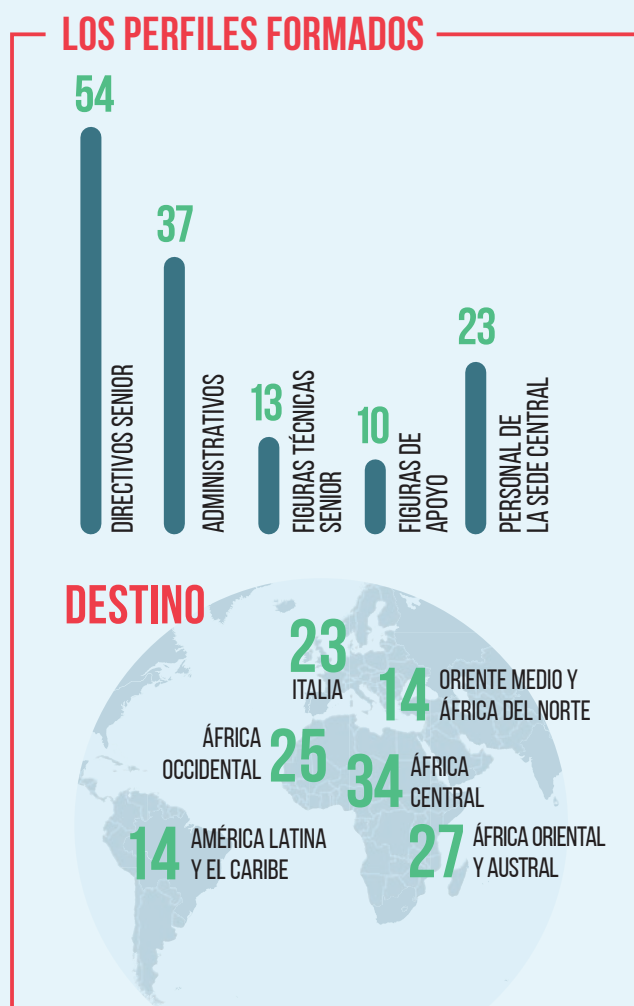 LOS PERFILES FORMADOS
54
DIRECTIVOS SENIOR
37
ADMINISTRATIVOS
13
FIGURAS TÉCNICAS
SENIOR
10
FIGURAS DE
APOYO
23
PERSONAL DE
LA SEDE CENTRAL
DESTINO
23
ITALIA
14
ORIENTE MEDIO Y
ÁFRICA DEL NORTE
ÁFRICA
OCCIDENTAL
25
34
ÁFRICA
CENTRAL
14
AMÉRICA LATINA
Y EL CARIBE
27
ÁFRICA ORIENTAL
Y AUSTRAL